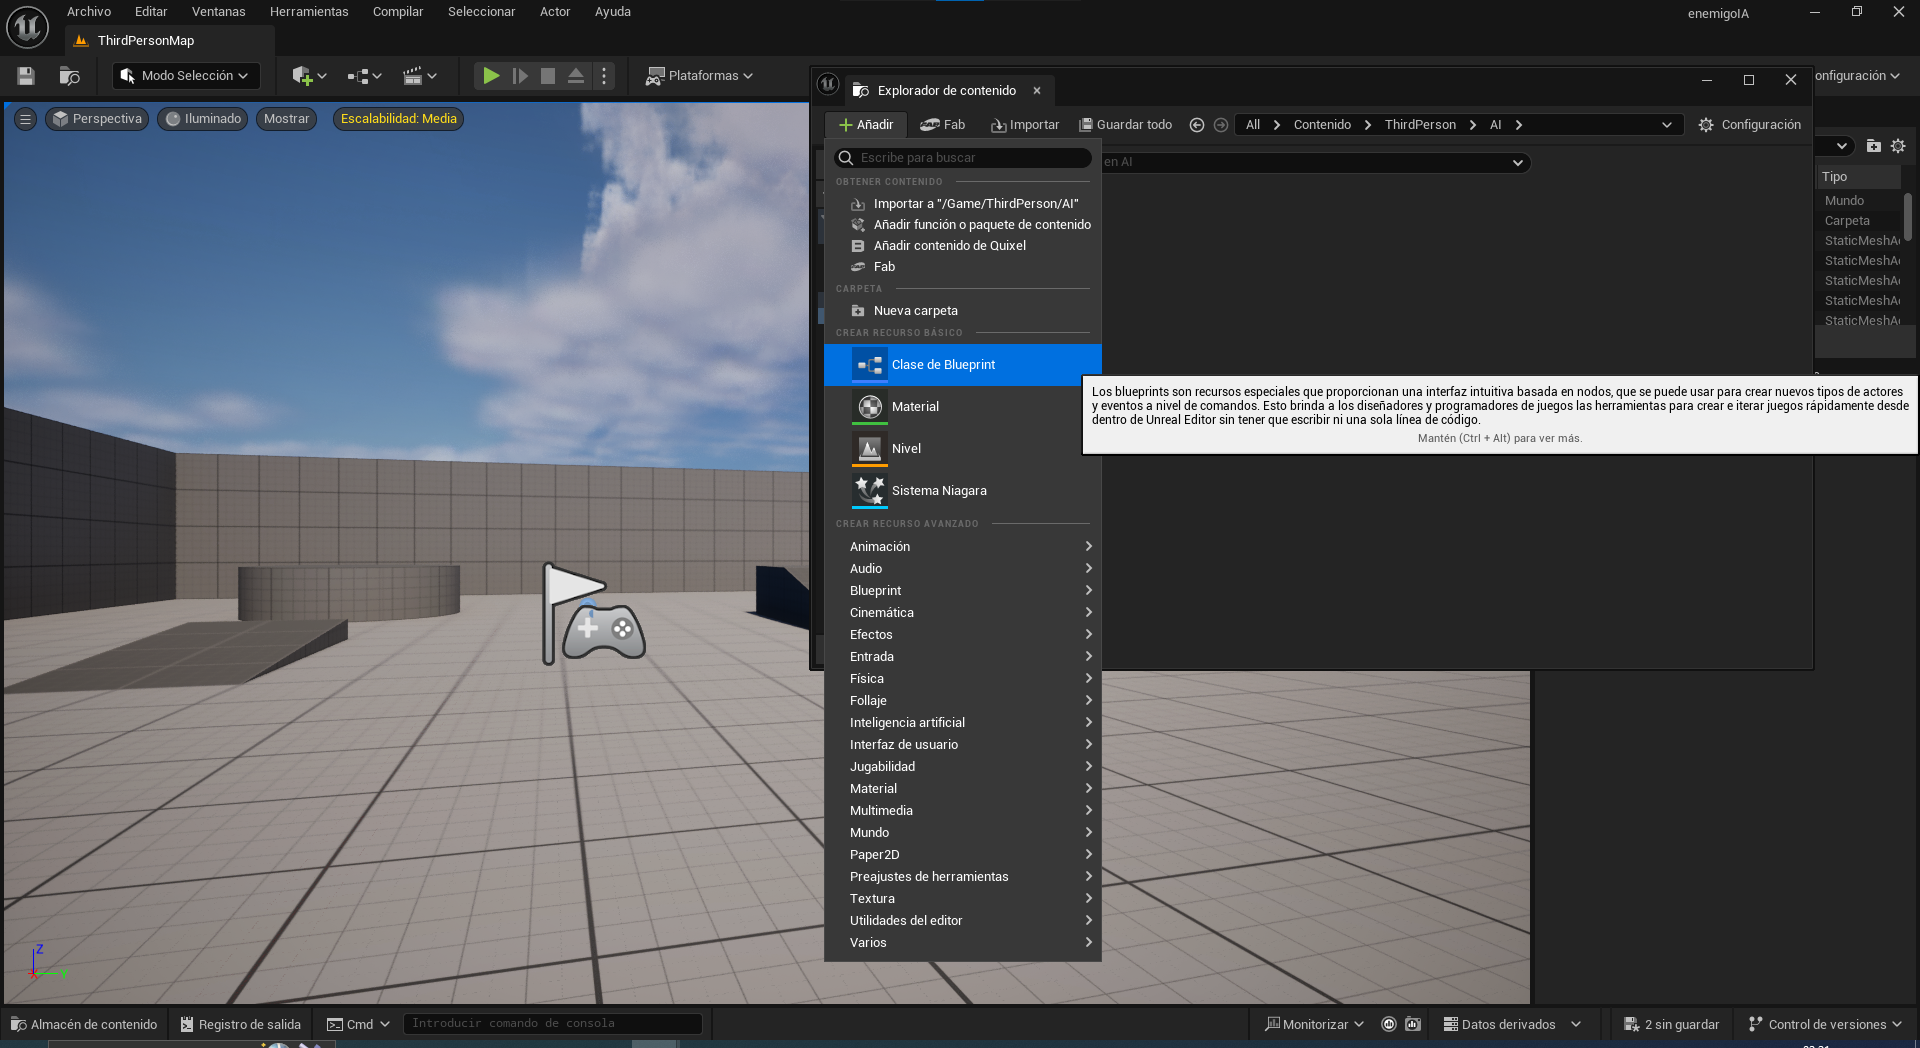 Archivo Editar Ventanas Herramientas Compilar Seleccionar Actor Ayuda
enemigoIA
ThirdPersonMap
Modo Selección
Plataformas
onfiguración
Perspectiva
Iluminado
Mostrar
Escalabilidad: Media
Explorador de contenido
Añadir
Fab
Importar
Guardar todo
All > Contenido > ThirdPerson > AI >
Configuración
Escribe para buscar
en AI
OBTENER CONTENIDO
Importar a "/Game/ThirdPerson/AI"
Añadir función o paquete de contenido
Añadir contenido de Quixel
Fab
CARPETA
Nueva carpeta
CREAR RECURSO BÁSICO
Clase de Blueprint
Material
Nivel
Sistema Niagara
CREAR RECURSO AVANZADO
Animación
Audio
Blueprint
Cinemática
Efectos
Entrada
Física
Follaje
Inteligencia artificial
Interfaz de usuario
Jugabilidad
Material
Multimedia
Mundo
Paper2D
Preajustes de herramientas
Textura
Utilidades del editor
Varios
Los blueprints son recursos especiales que proporcionan una interfaz intuitiva basada en nodos, que se puede usar para crear nuevos tipos de actores
y eventos a nivel de comandos. Esto brinda a los diseñadores y programadores de juegos las herramientas para crear e iterar juegos rápidamente desde
dentro de Unreal Editor sin tener que escribir ni una sola línea de código.
Mantén (Ctrl + Alt) para ver más.
Tipo
Mundo
Carpeta
StaticMeshA
StaticMeshA
StaticMeshA
StaticMeshA
StaticMeshA
Z
X
Y
Almacén de contenido
Registro de salida
Cmd
Introducir comando de consola
Monitorizar
Datos derivados
2 sin guardar
Control de versiones